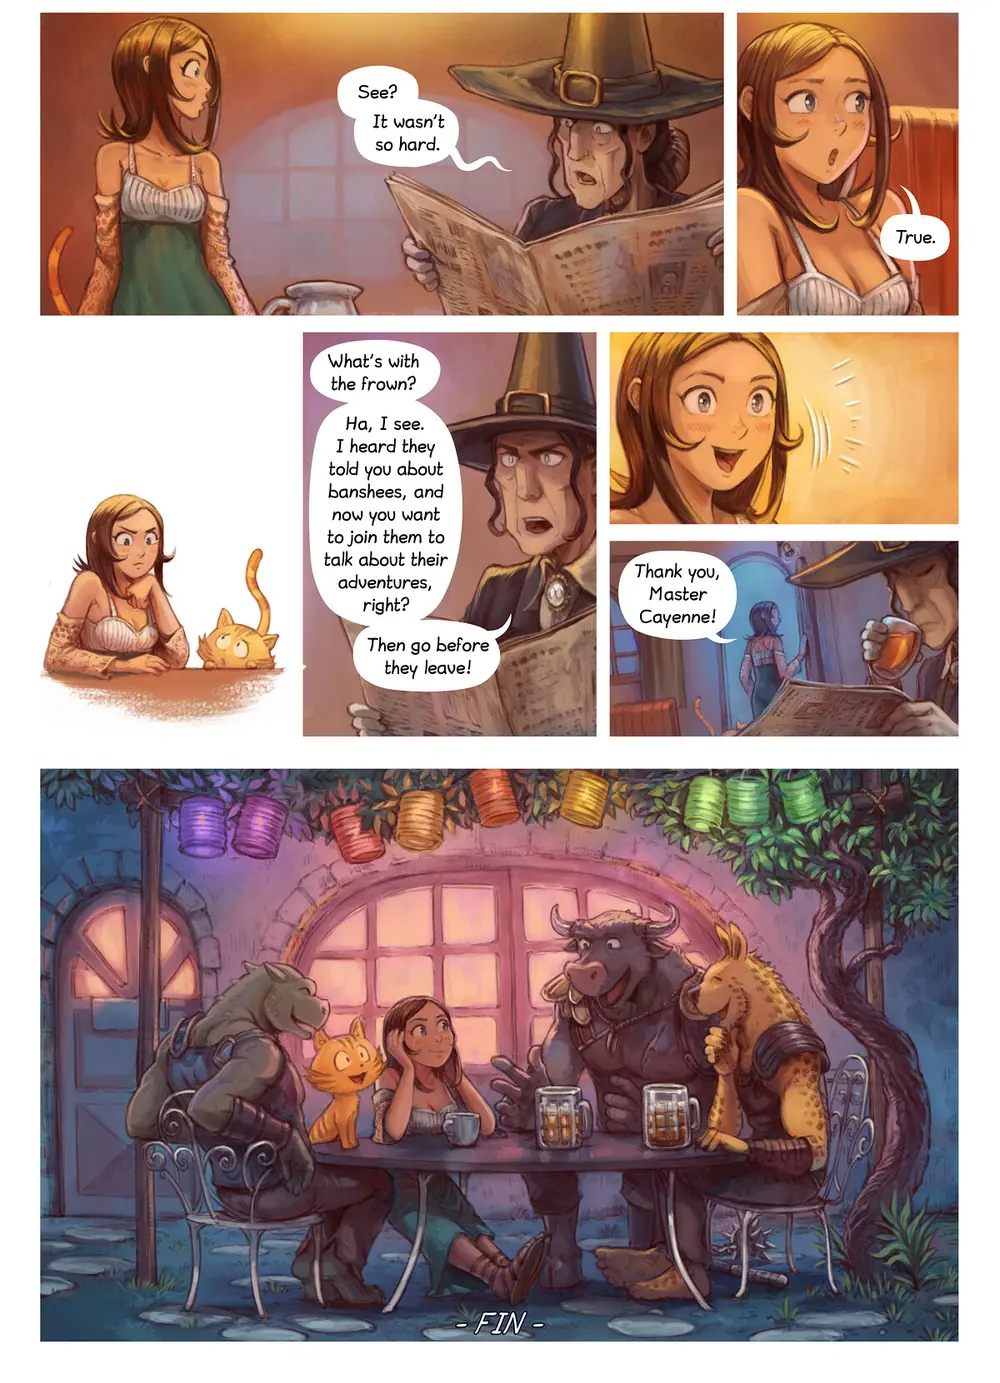 See?
It wasn't
so hard.
True.
What's with
the frown?
Ha, I see.
I heard they
told you about
banshees, and
now you want
to join them to
talk about their
adventures,
right?
Then go before
they leave!
Thank you,
Master
Cayenne!
- FIN -